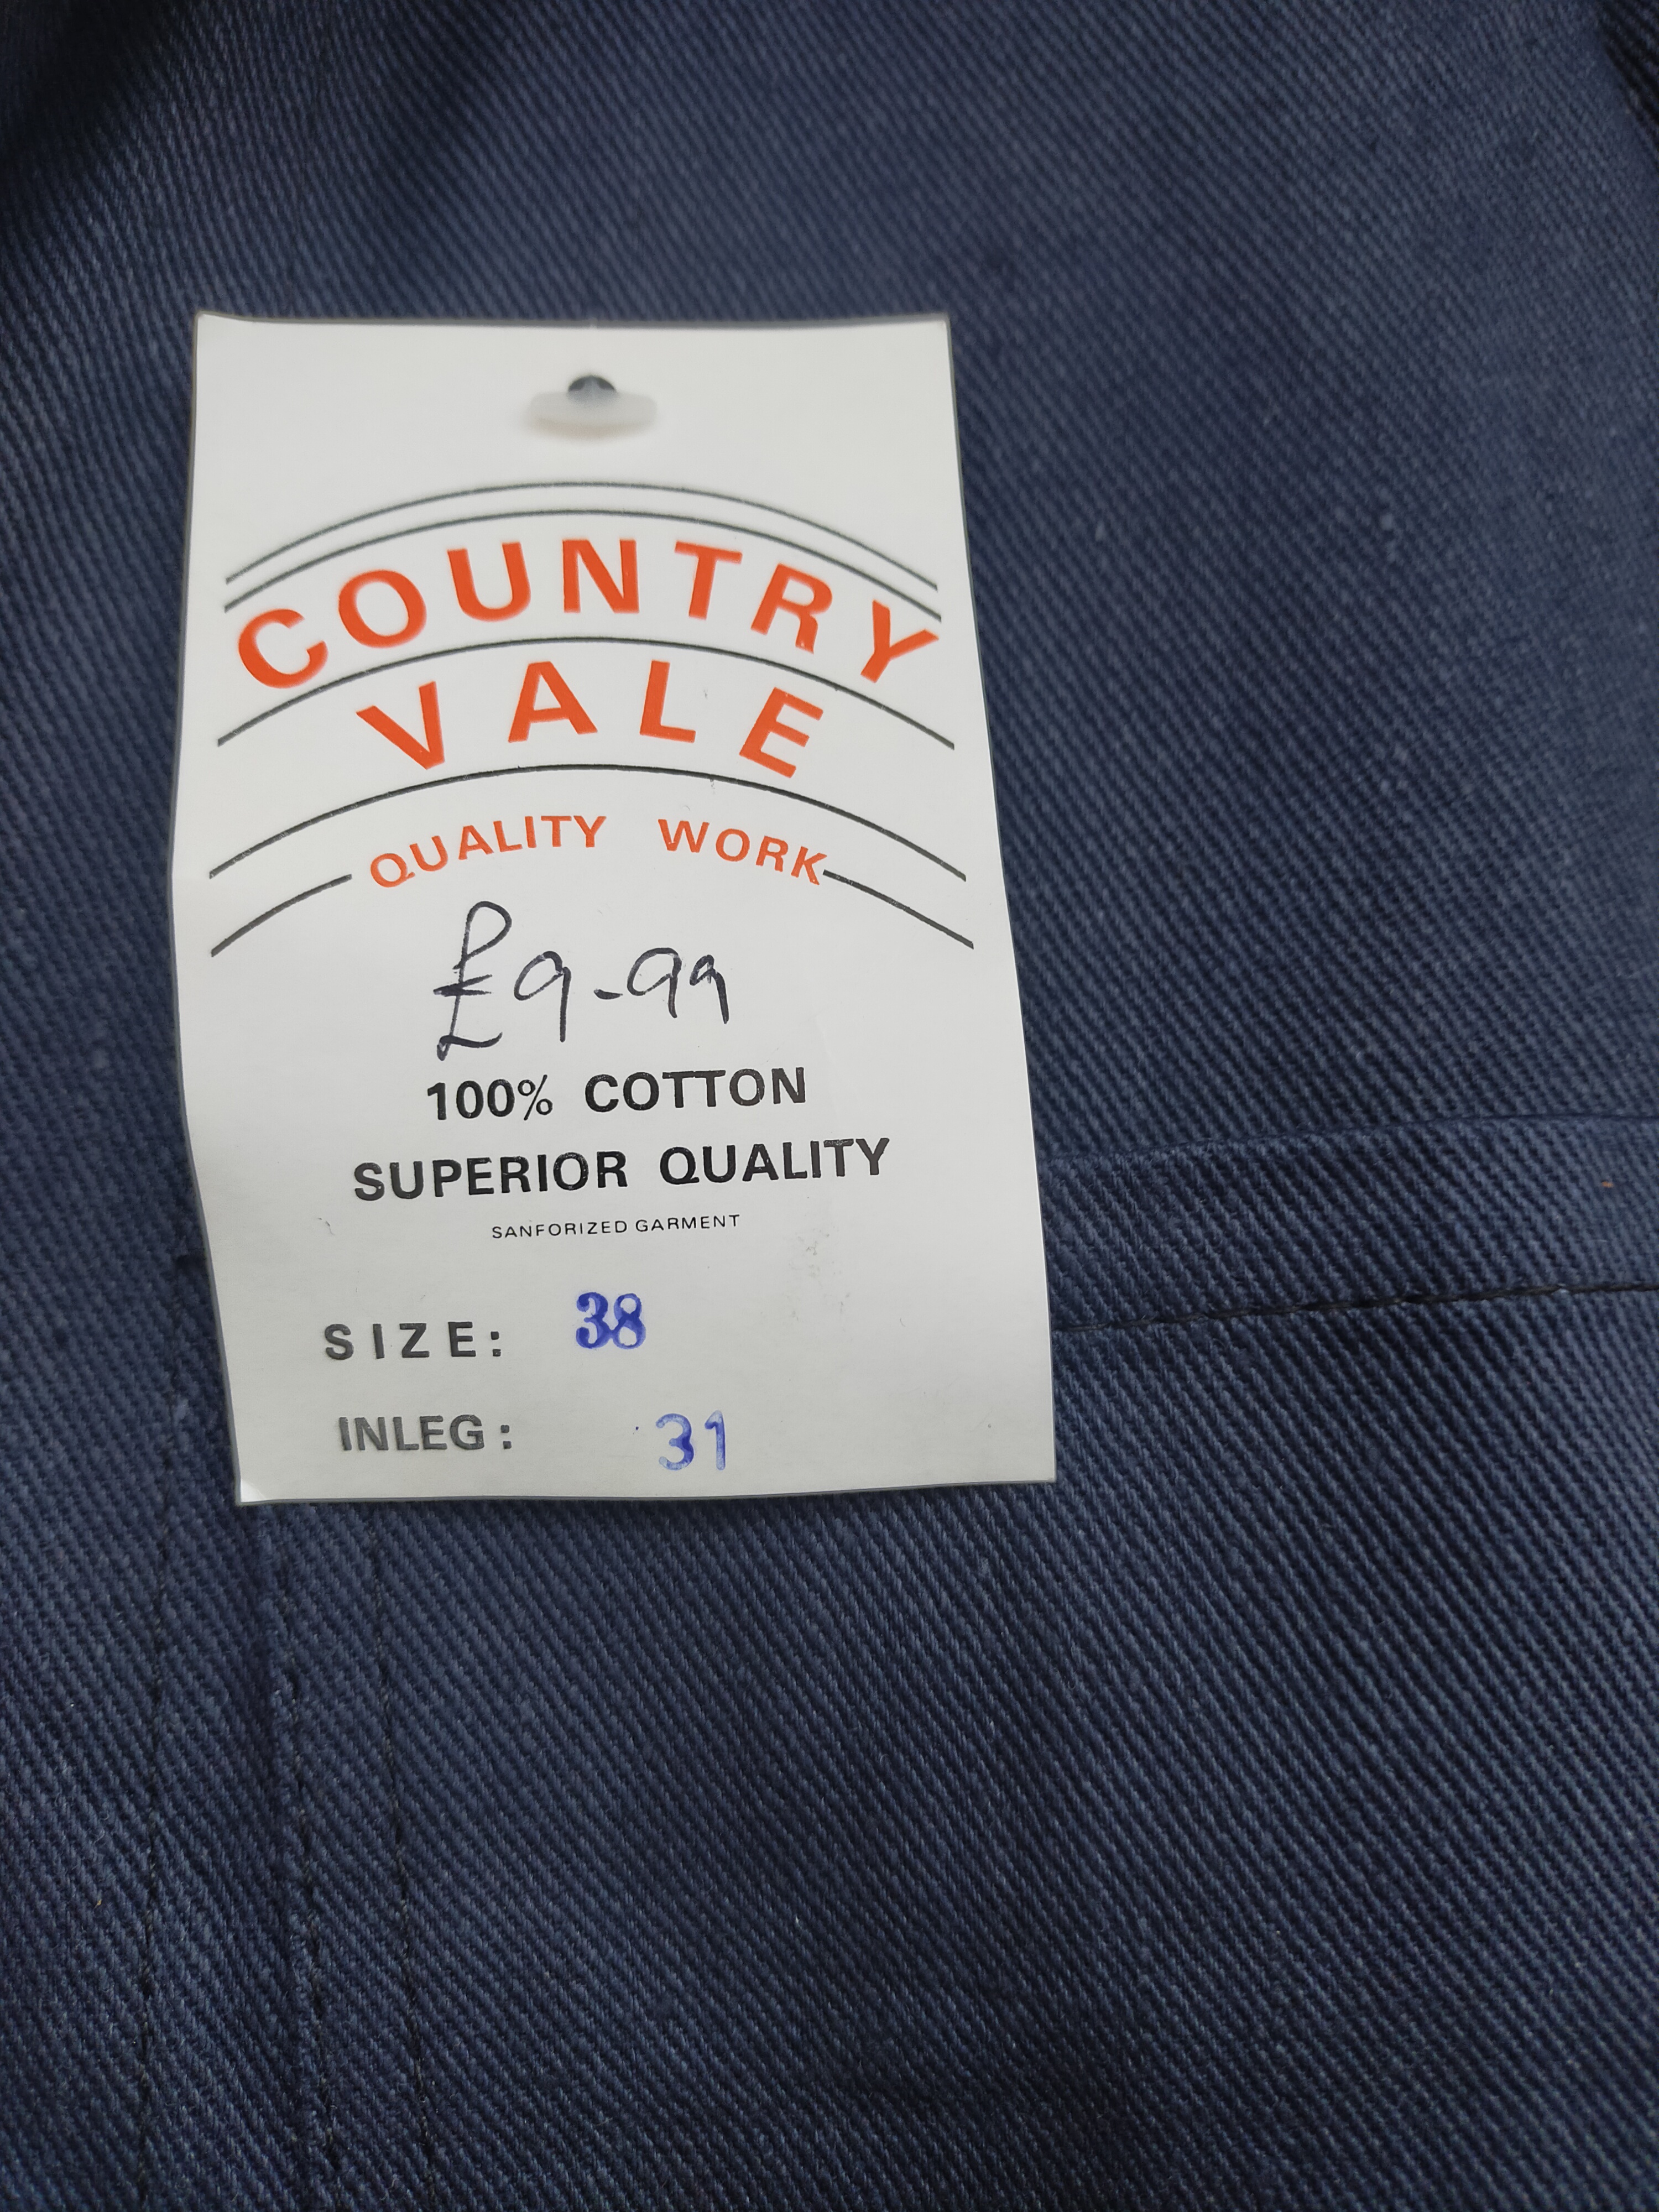 COUNTRY
VALE
QUALITY WORK
£9-99
100% COTTON
SUPERIOR QUALITY
SANFORIZED GARMENT
SIZE: 38
INLEG: 31